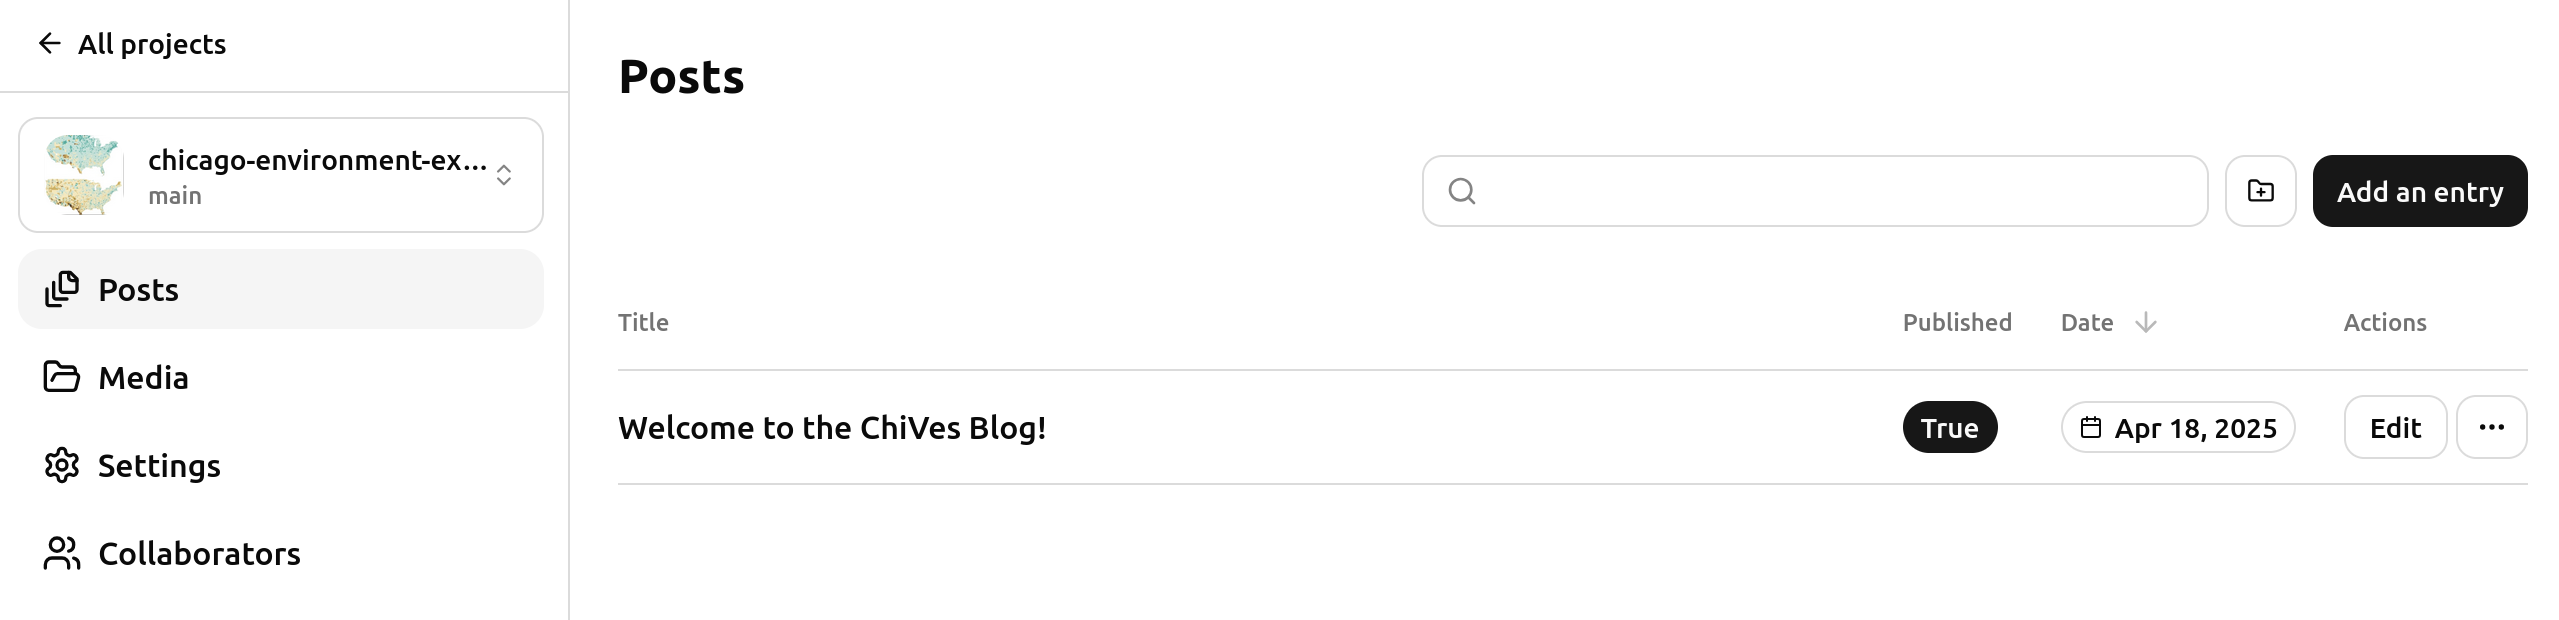 All projects
chicago-environment-ex...
main
Posts
Media
Settings
Collaborators
Posts
Add an entry
Title Published Date Actions
Welcome to the ChiVes Blog! True Apr 18, 2025 Edit